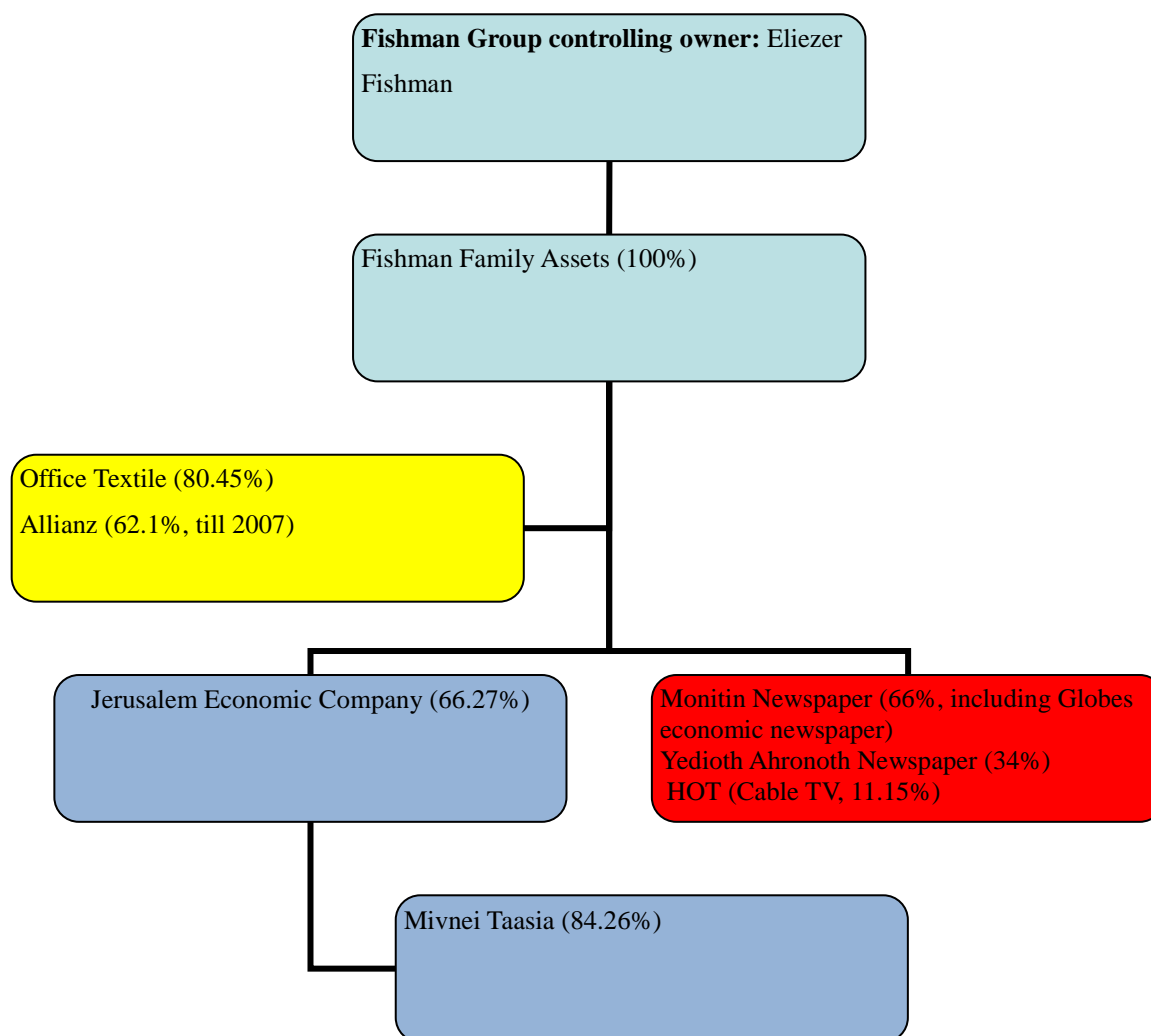 Fishman Group controlling owner: Eliezer
Fishman
Fishman Family Assets (100%)
Office Textile (80.45%)
Allianz (62.1%, till 2007)
Jerusalem Economic Company (66.27%)
Monitin Newspaper (66%, including Globes
economic newspaper)
Yedioth Ahronoth Newspaper (34%)
HOT (Cable TV, 11.15%)
Mivnei Taasia (84.26%)